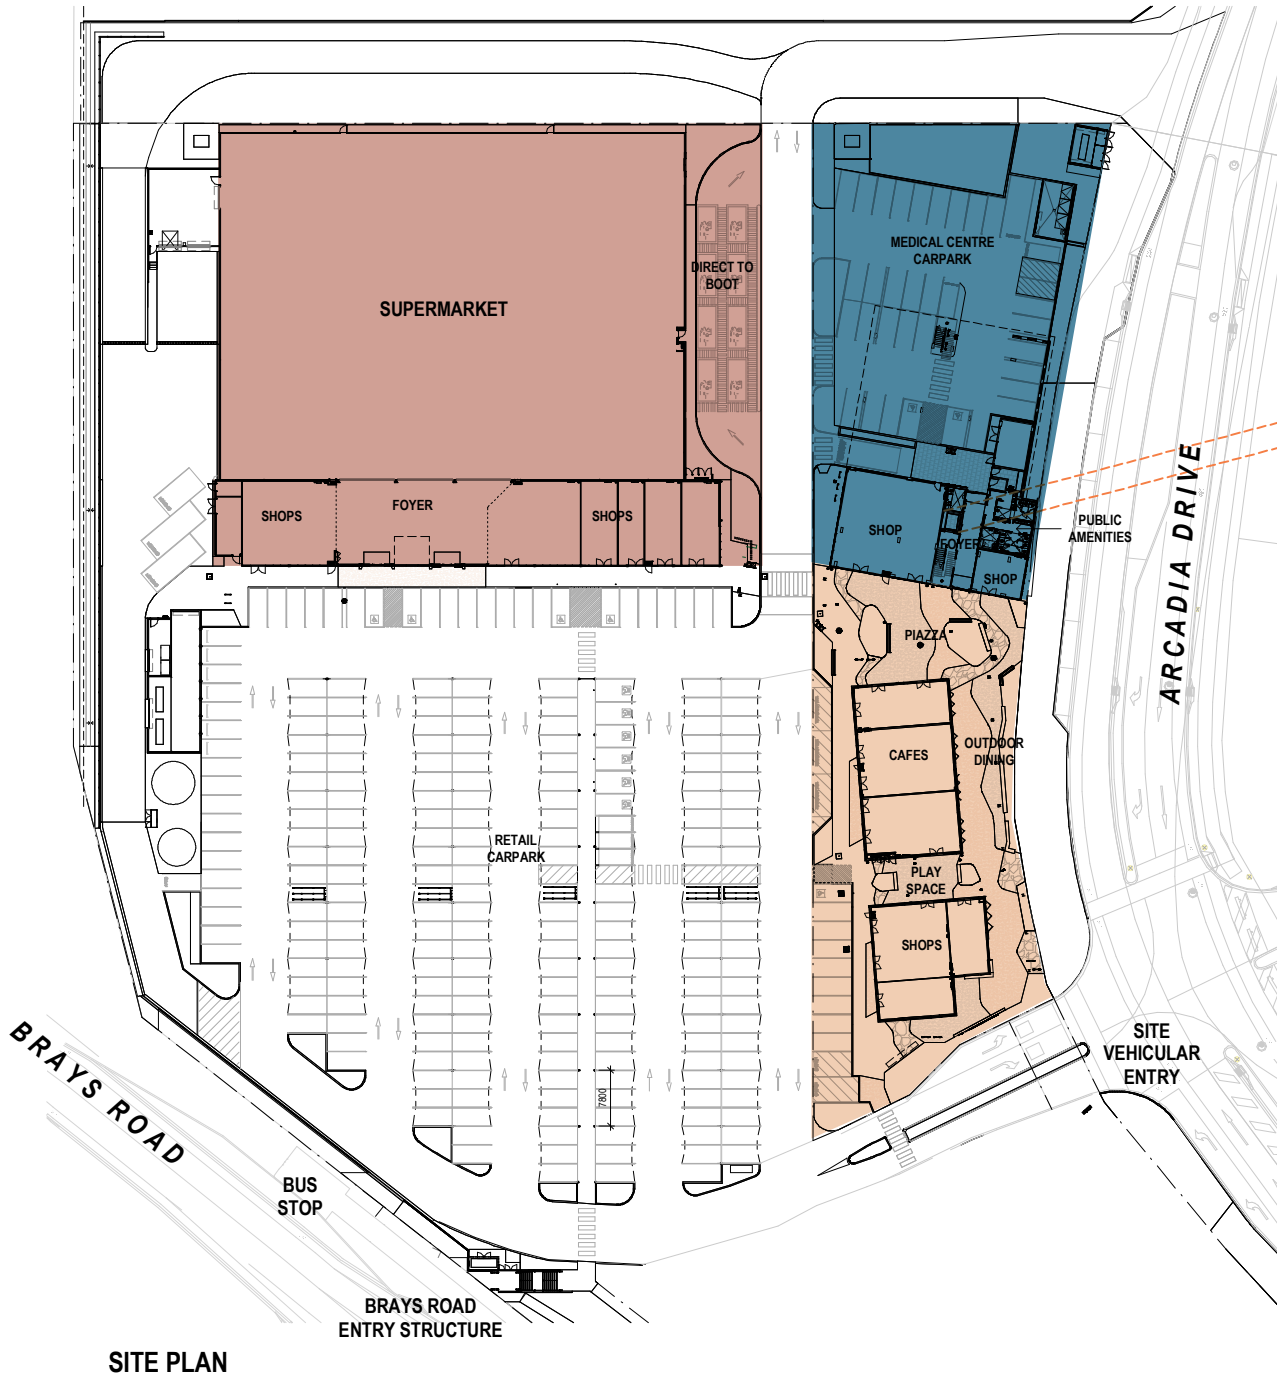 MEDICAL CENTRE
CARPARK
DIRECT TO
BOOT
SUPERMARKET
SHOPS
FOYER
SHOPS
SHOP
FOYER
PUBLIC
AMENITIES
SHOP
ARCADIA DRIVE
PIAZZA
CAFES
OUTDOOR
DINING
RETAIL
CARPARK
PLAY
SPACE
SHOPS
7800
SITE
VEHICULAR
ENTRY
BRAYS ROAD
BUS
STOP
BRAYS ROAD
ENTRY STRUCTURE
SITE PLAN